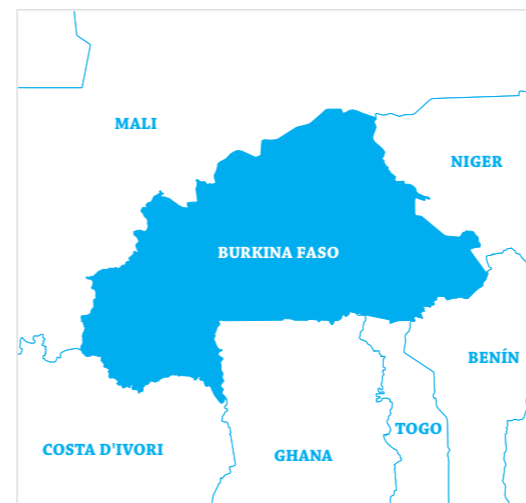 MALI
NIGER
BURKINA FASO
BENÍN
TOGO
COSTA D'IVORI
GHANA